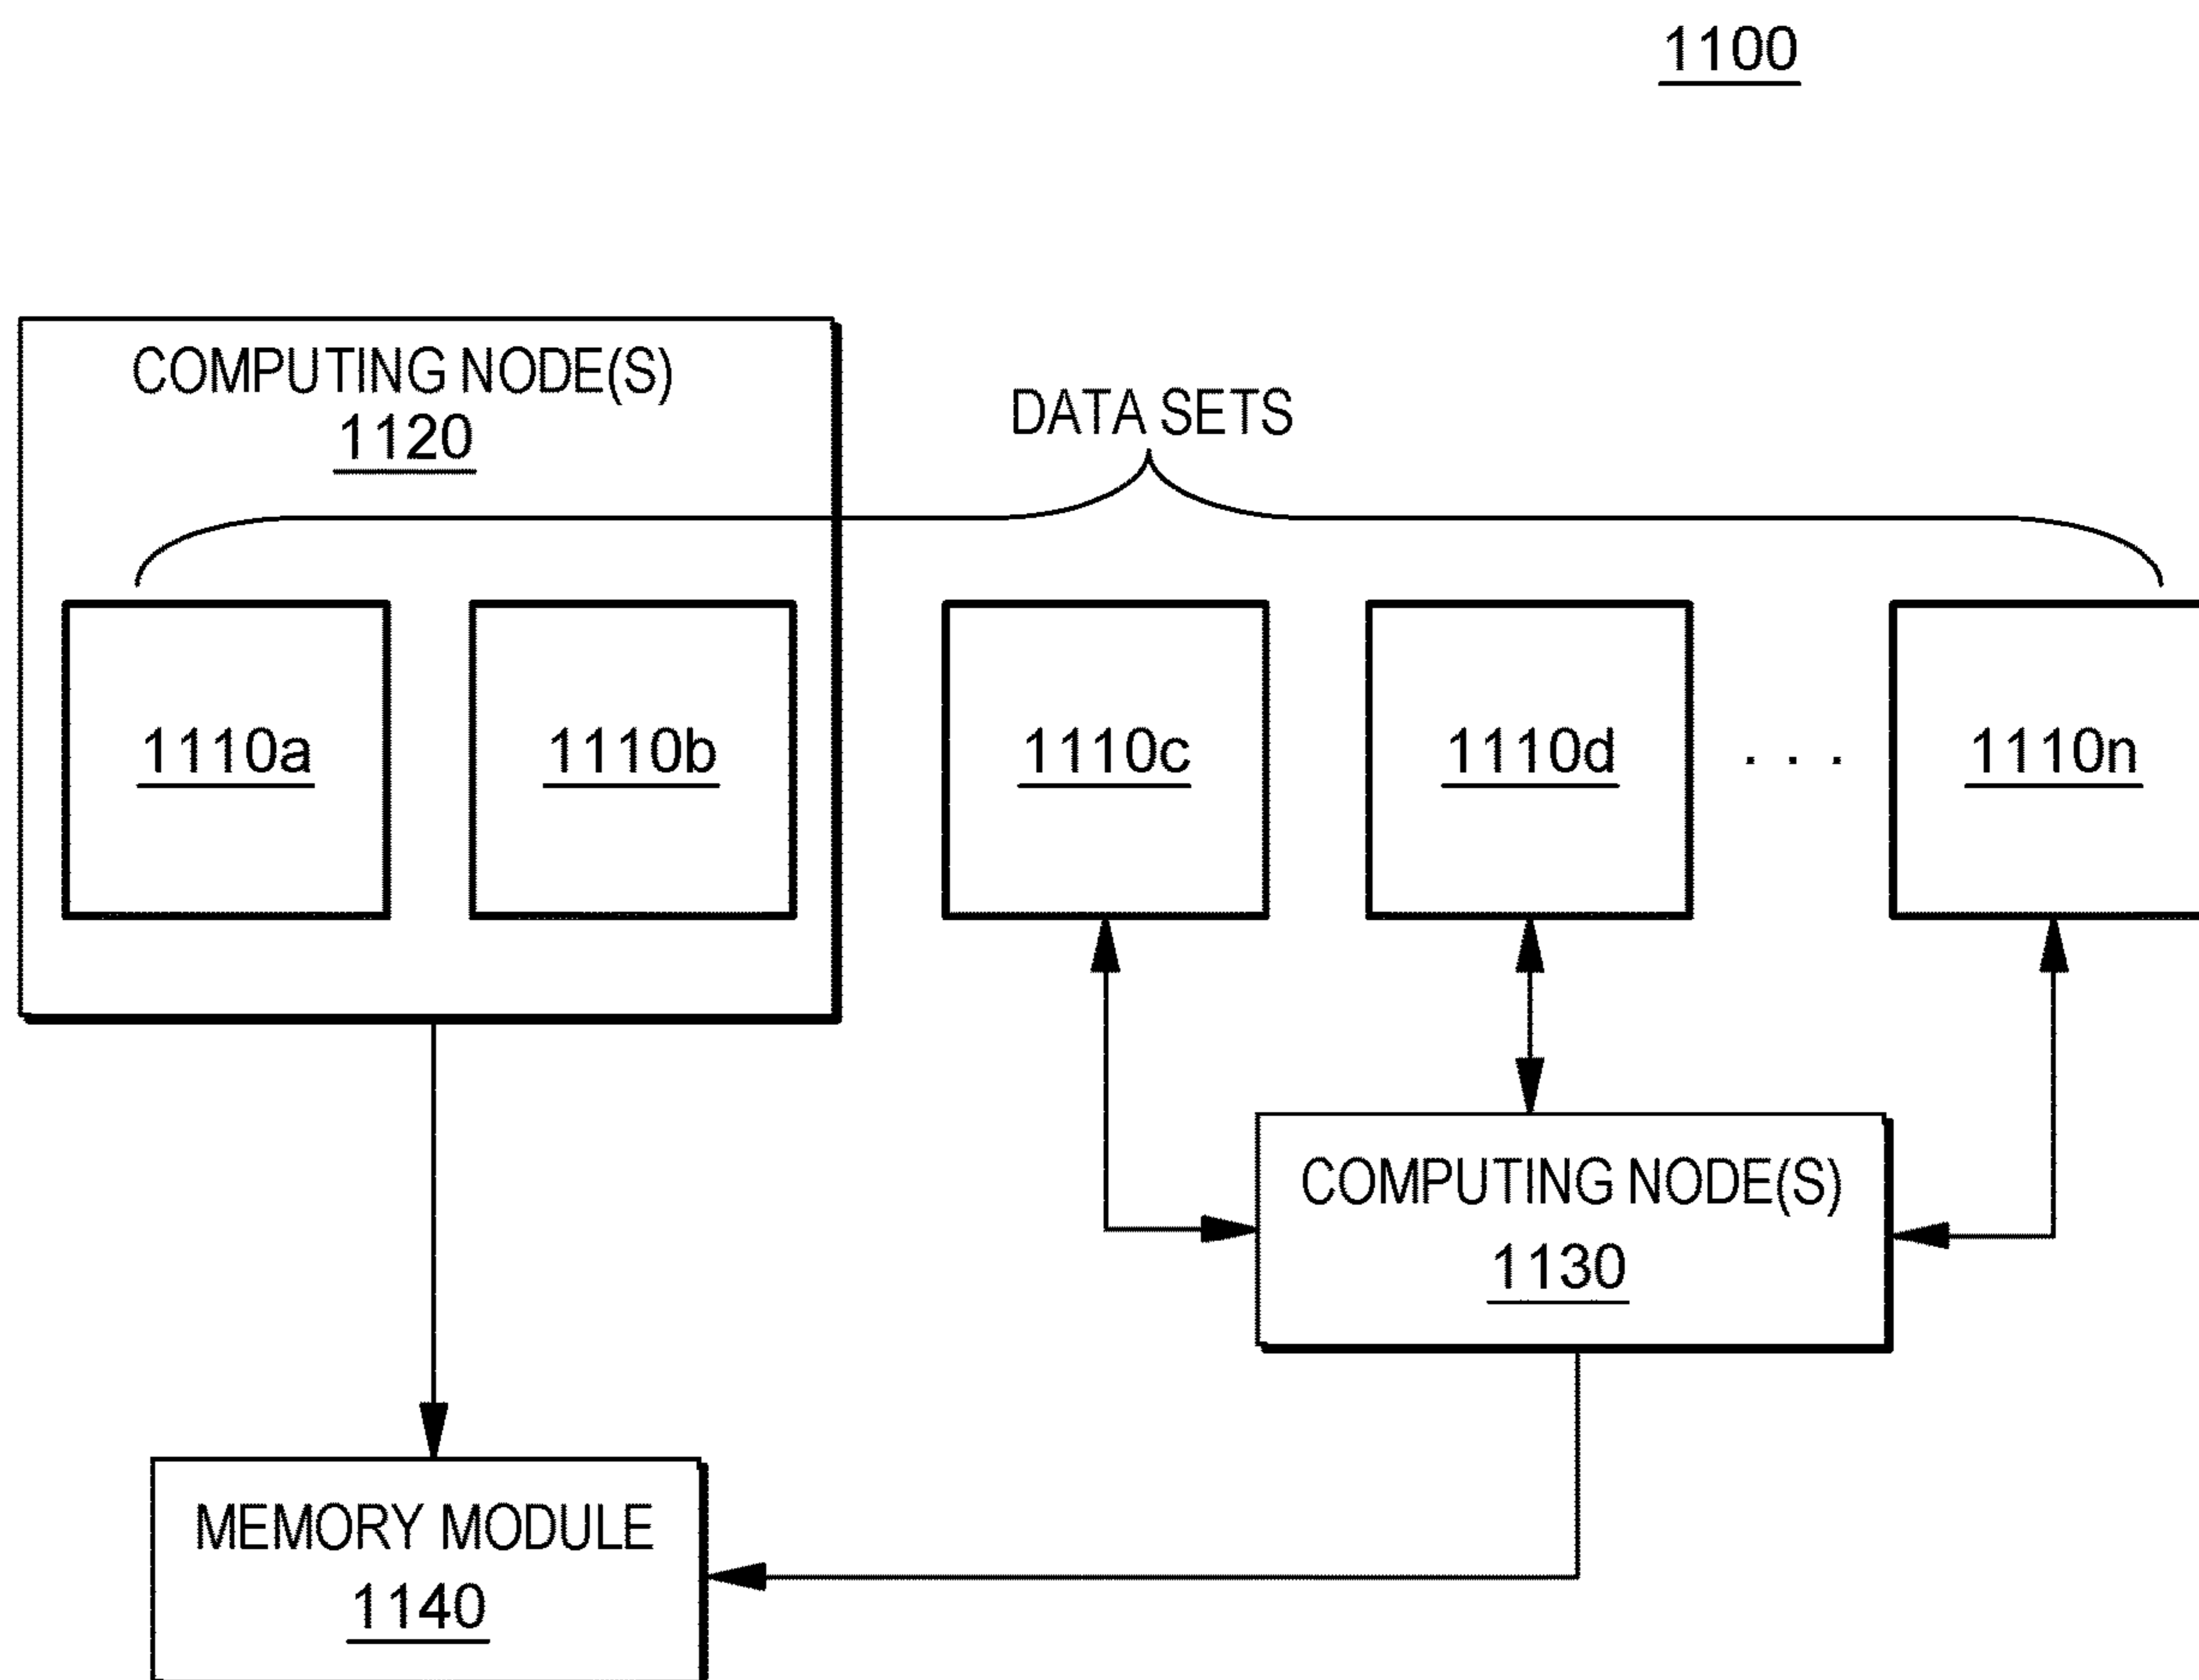 1100
COMPUTING NODE(S)
1120
DATA SETS
1110a
1110b
1110c
1110d
. . .
1110n
COMPUTING NODE(S)
1130
MEMORY MODULE
1140